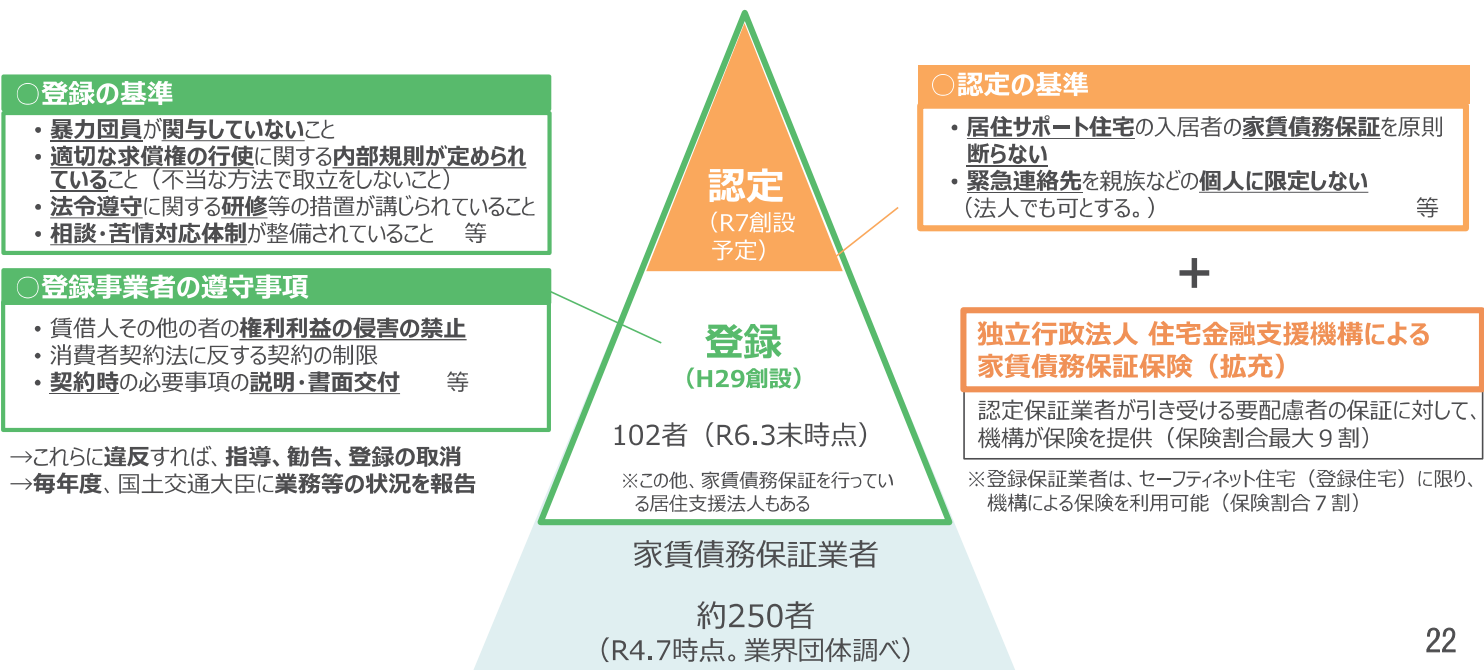 ○登録の基準
・暴力団員が関与していないこと
・適切な求償権の行使に関する内部規則が定められ
ていること（不当な方法で取立をしないこと）
・法令遵守に関する研修等の措置が講じられていること
・相談・苦情対応体制が整備されていること　等
○登録事業者の遵守事項
・賃借人その他の者の権利利益の侵害の禁止
・消費者契約法に反する契約の制限
・契約時の必要事項の説明・書面交付　等
→これらに違反すれば、指導、勧告、登録の取消
→毎年度、国土交通大臣に業務等の状況を報告
認定
（R7創設
予定）
登録
（H29創設）
102者（R6.3末時点）
※この他、家賃債務保証を行ってい
る居住支援法人もある
家賃債務保証業者
約250者
（R4.7時点。業界団体調べ）
○認定の基準
・居住サポート住宅の入居者の家賃債務保証を原則
断らない
・緊急連絡先を親族などの個人に限定しない
（法人でも可とする。）　等
＋
独立行政法人 住宅金融支援機構による
家賃債務保証保険（拡充）
認定保証業者が引き受ける要配慮者の保証に対して、
機構が保険を提供（保険割合最大９割）
※登録保証業者は、セーフティネット住宅（登録住宅）に限り、
機構による保険を利用可能（保険割合７割）
22